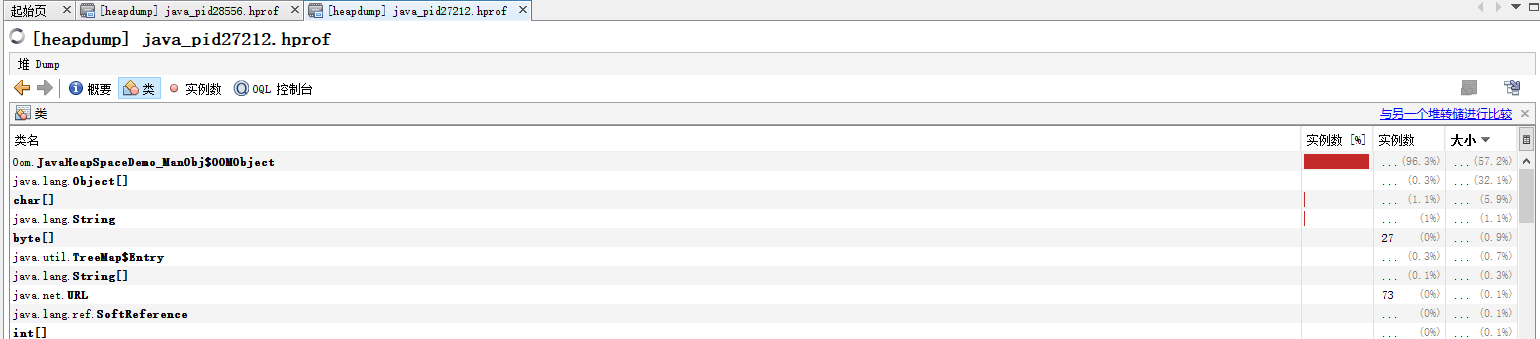 起始页 [heapdump] java_pid28556.hprof [heapdump] java_pid27212.hprof
[heapdump] java_pid27212.hprof
堆 Dump
概要 类 实例数 OQL 控制台
类 与另一个堆转储进行比较
类名 实例数 [%] 实例数 大小
Oom.JavaHeapSpaceDemo_ManObj$OOMObject ... (96.3%) ... (57.2%)
java.lang.Object[] ... (0.3%) ... (32.1%)
char[] ... (1.1%) ... (5.9%)
java.lang.String ... (1%) ... (1.1%)
byte[] 27 (0%) ... (0.9%)
java.util.TreeMap$Entry ... (0.3%) ... (0.7%)
java.lang.String[] ... (0.1%) ... (0.3%)
java.net.URL 73 (0%) ... (0.1%)
java.lang.ref.SoftReference ... (0%) ... (0.1%)
int[] ... (0%) ... (0.1%)